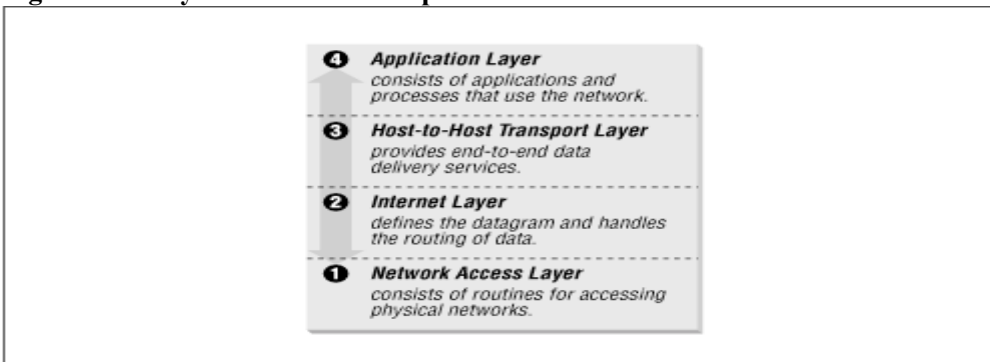 4 Application Layer
consists of applications and
processes that use the network.
3 Host-to-Host Transport Layer
provides end-to-end data
delivery services.
2 Internet Layer
defines the datagram and handles
the routing of data.
1 Network Access Layer
consists of routines for accessing
physical networks.